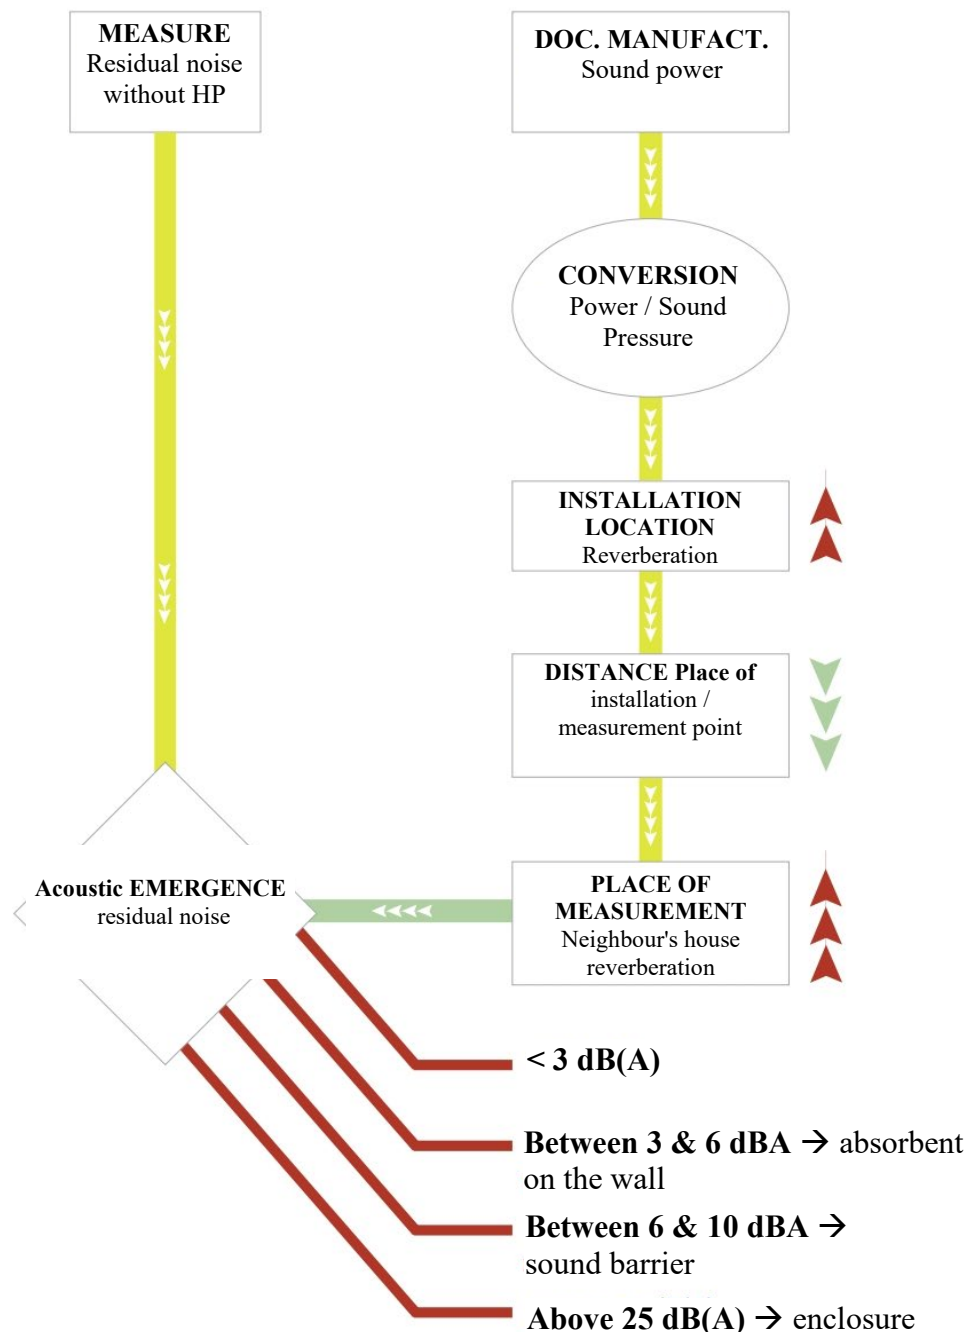 MEASURE
Residual noise
without HP
DOC. MANUFACT.
Sound power
CONVERSION
Power / Sound
Pressure
INSTALLATION
LOCATION
Reverberation
DISTANCE Place of
installation /
measurement point
Acoustic EMERGENCE
residual noise
PLACE OF
MEASUREMENT
Neighbour's house
reverberation
< 3 dB(A)
Between 3 & 6 dBA → absorbent
on the wall
Between 6 & 10 dBA →
sound barrier
Above 25 dB(A) → enclosure